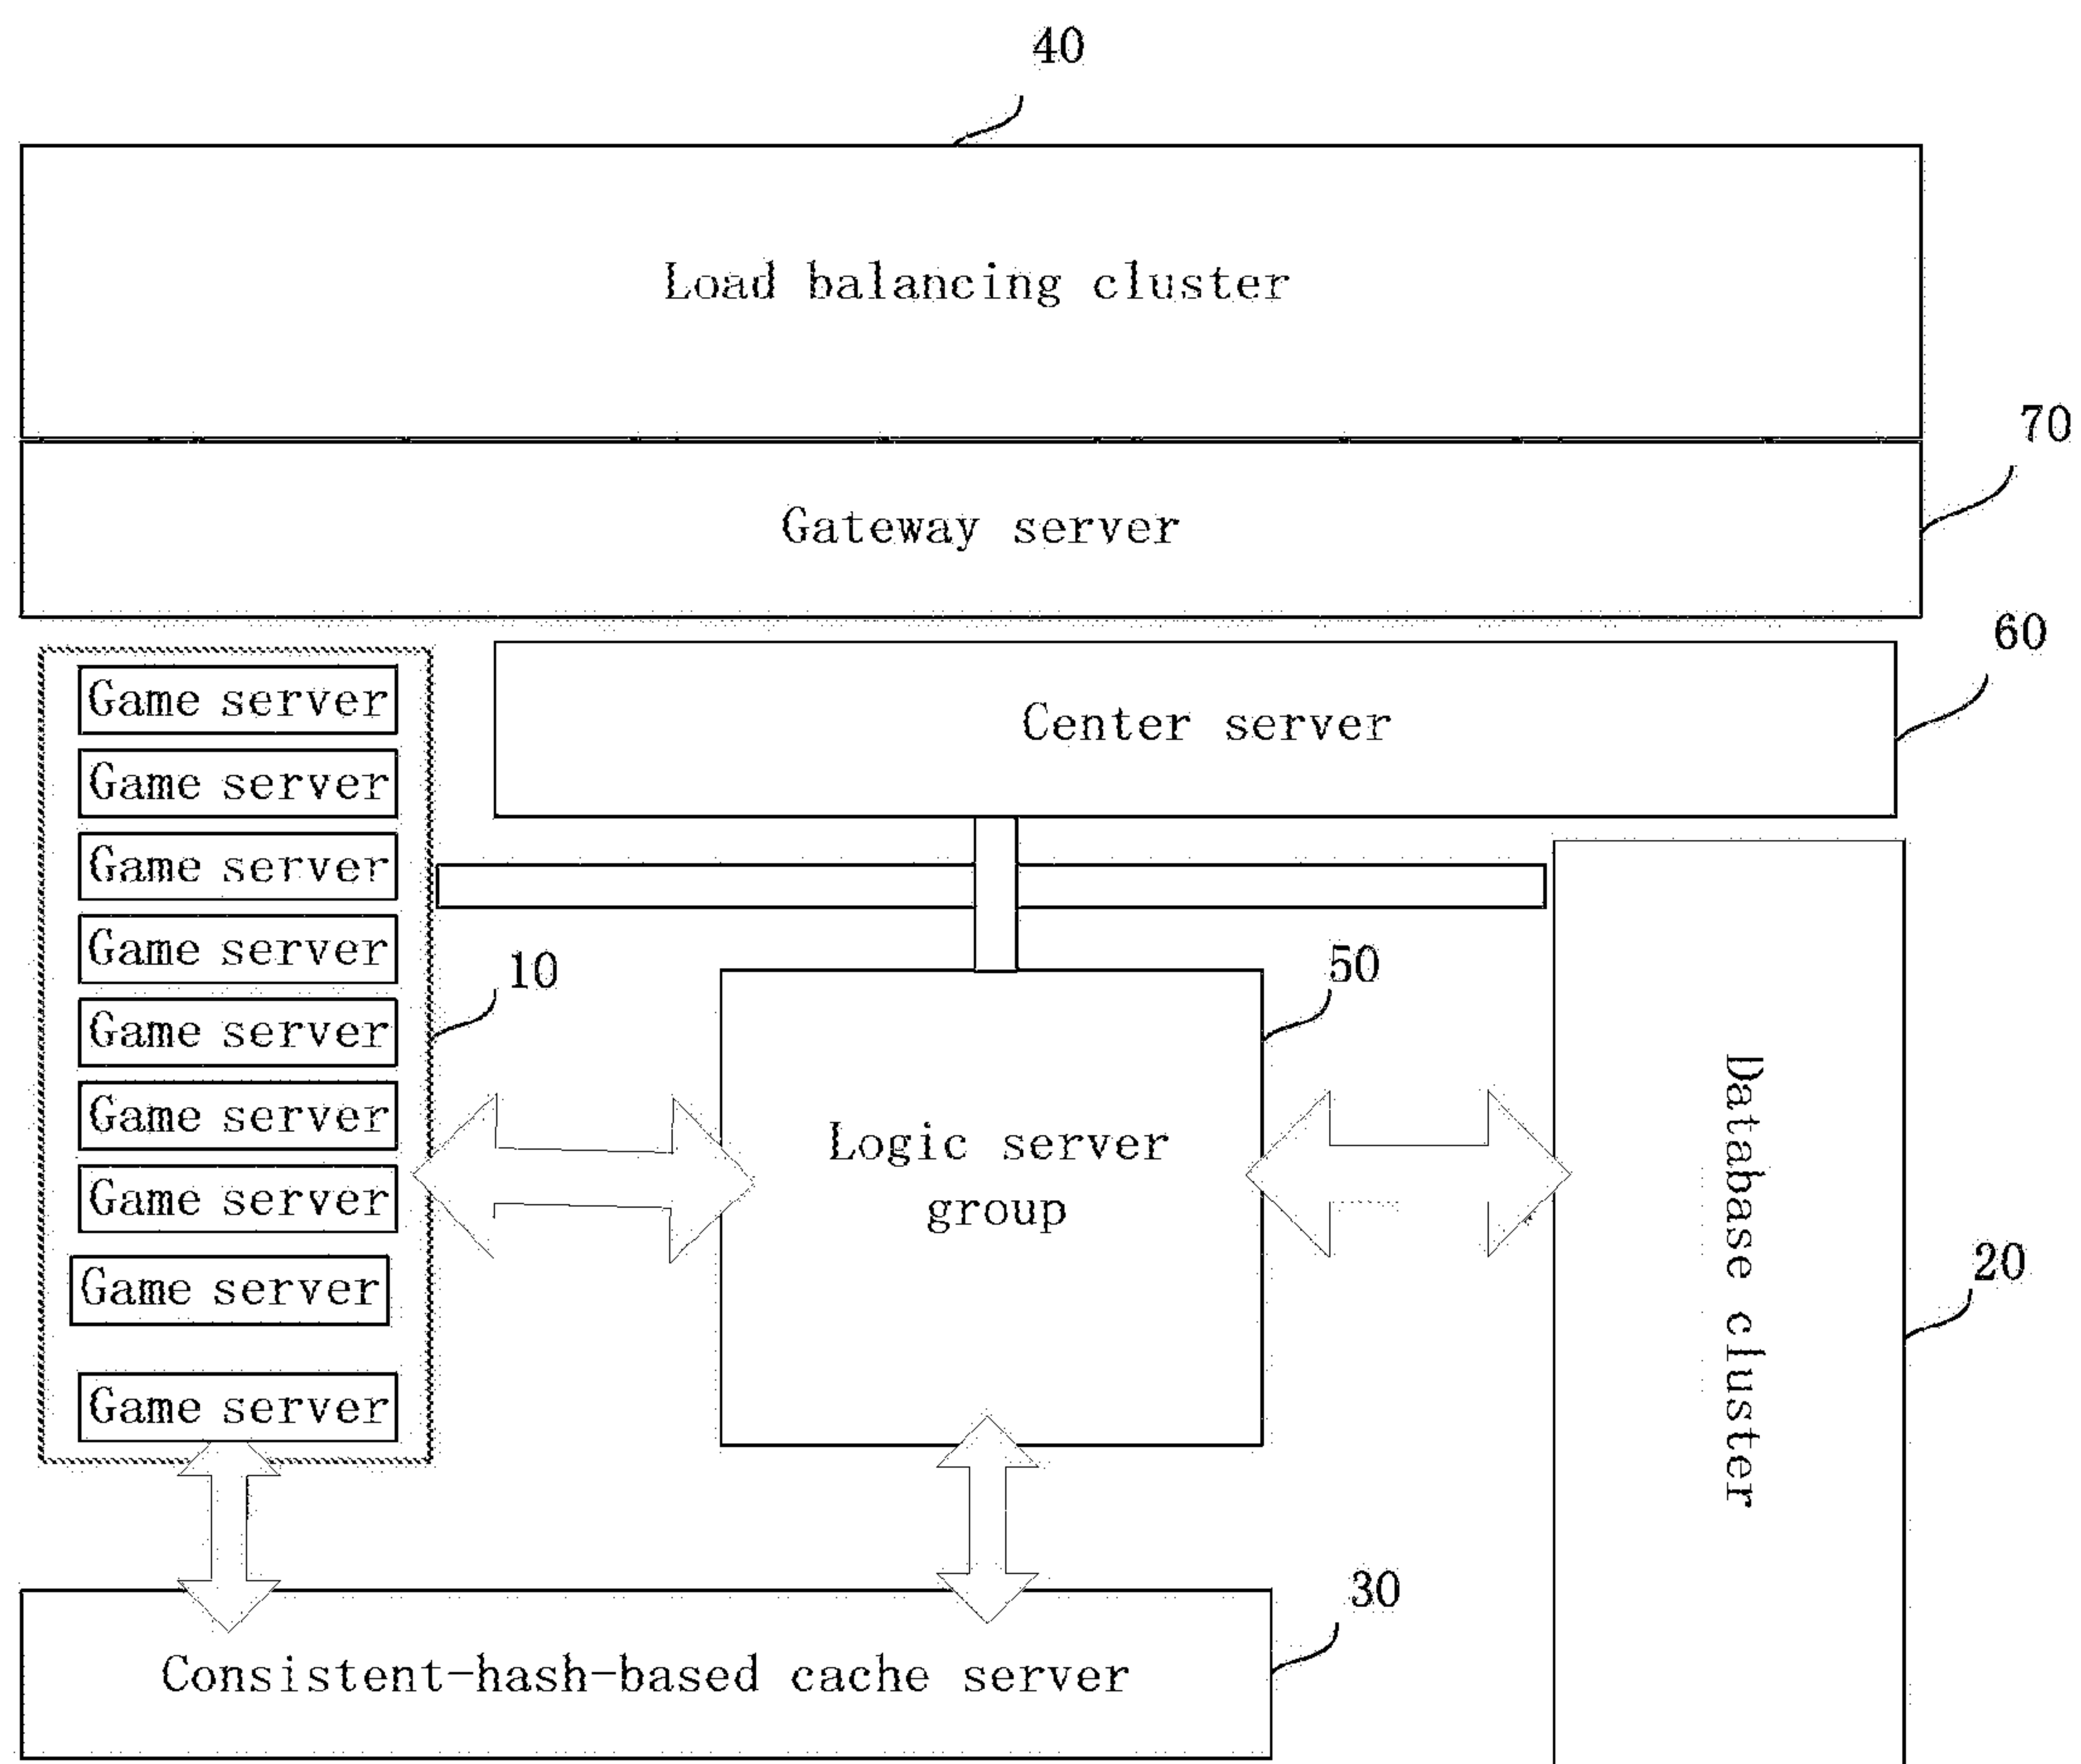 40
Load balancing cluster
70
Gateway server
60
Game server
Center server
Game server
Game server
Game server
10
50
Game server
Game server
Logic server
group
Game server
Database cluster
20
Game server
Game server
30
Consistent-hash-based cache server